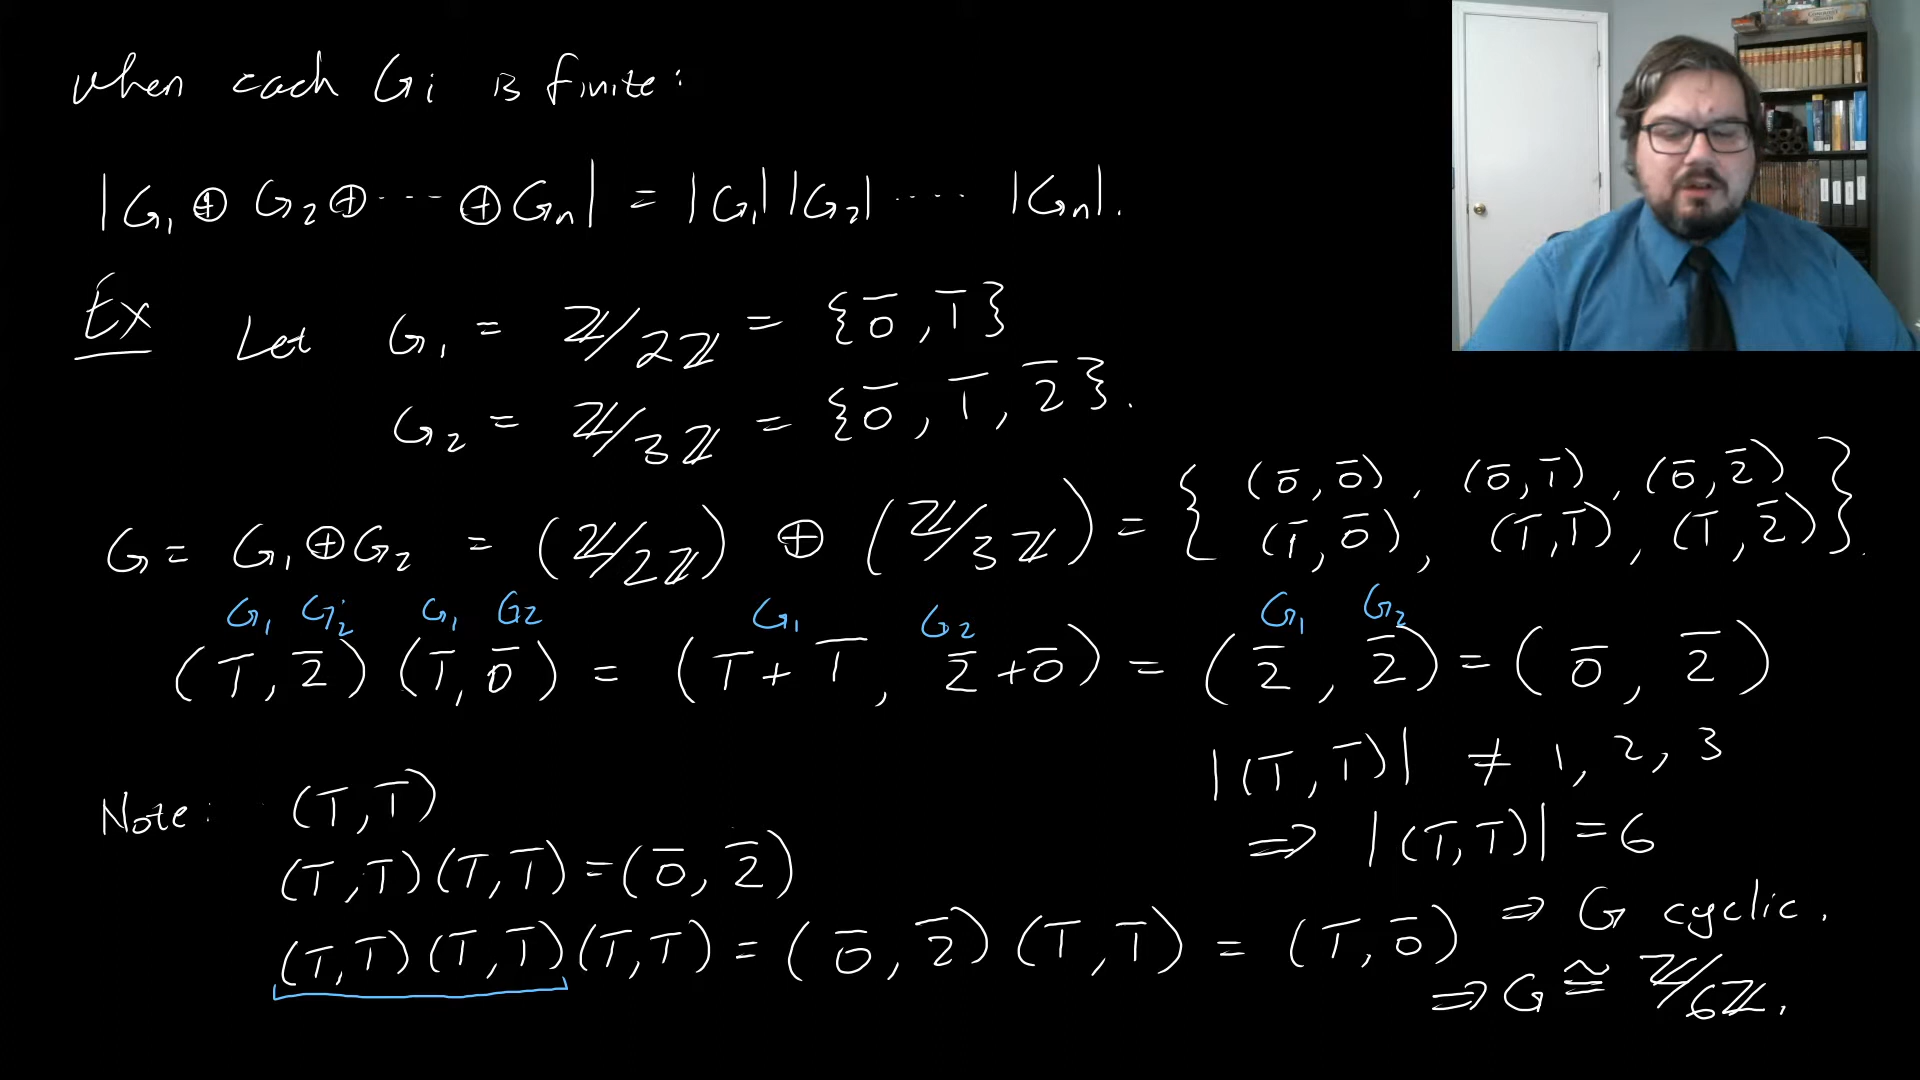 when each Gᵢ is finite:
|G₁ ⊕ G₂ ⊕ ··· ⊕ Gₙ| = |G₁| |G₂| ···· |Gₙ|.
Ex Let G₁ = ℤ/2ℤ = {0̄, 1̄}
G₂ = ℤ/3ℤ = {0̄, 1̄, 2̄}.
G = G₁ ⊕ G₂ = (ℤ/2ℤ) ⊕ (ℤ/3ℤ) = { (0̄, 0̄), (0̄, 1̄), (0̄, 2̄)
(1̄, 0̄), (1̄, 1̄), (1̄, 2̄) }.
G₁ G₂ G₁ G₂ G₁ G₂ G₁ G₂
(1̄, 2̄) (1̄, 0̄) = (1̄ + 1̄, 2̄ + 0̄) = (2̄, 2̄) = (0̄, 2̄)
Note: (1̄, 1̄)
(1̄, 1̄) (1̄, 1̄) = (0̄, 2̄)
(1̄, 1̄) (1̄, 1̄) (1̄, 1̄) = (0̄, 2̄) (1̄, 1̄) = (1̄, 0̄)
|(1̄, 1̄)| ≠ 1, 2, 3
⇒ |(1̄, 1̄)| = 6
⇒ G cyclic.
⇒ G ≅ ℤ/6ℤ.